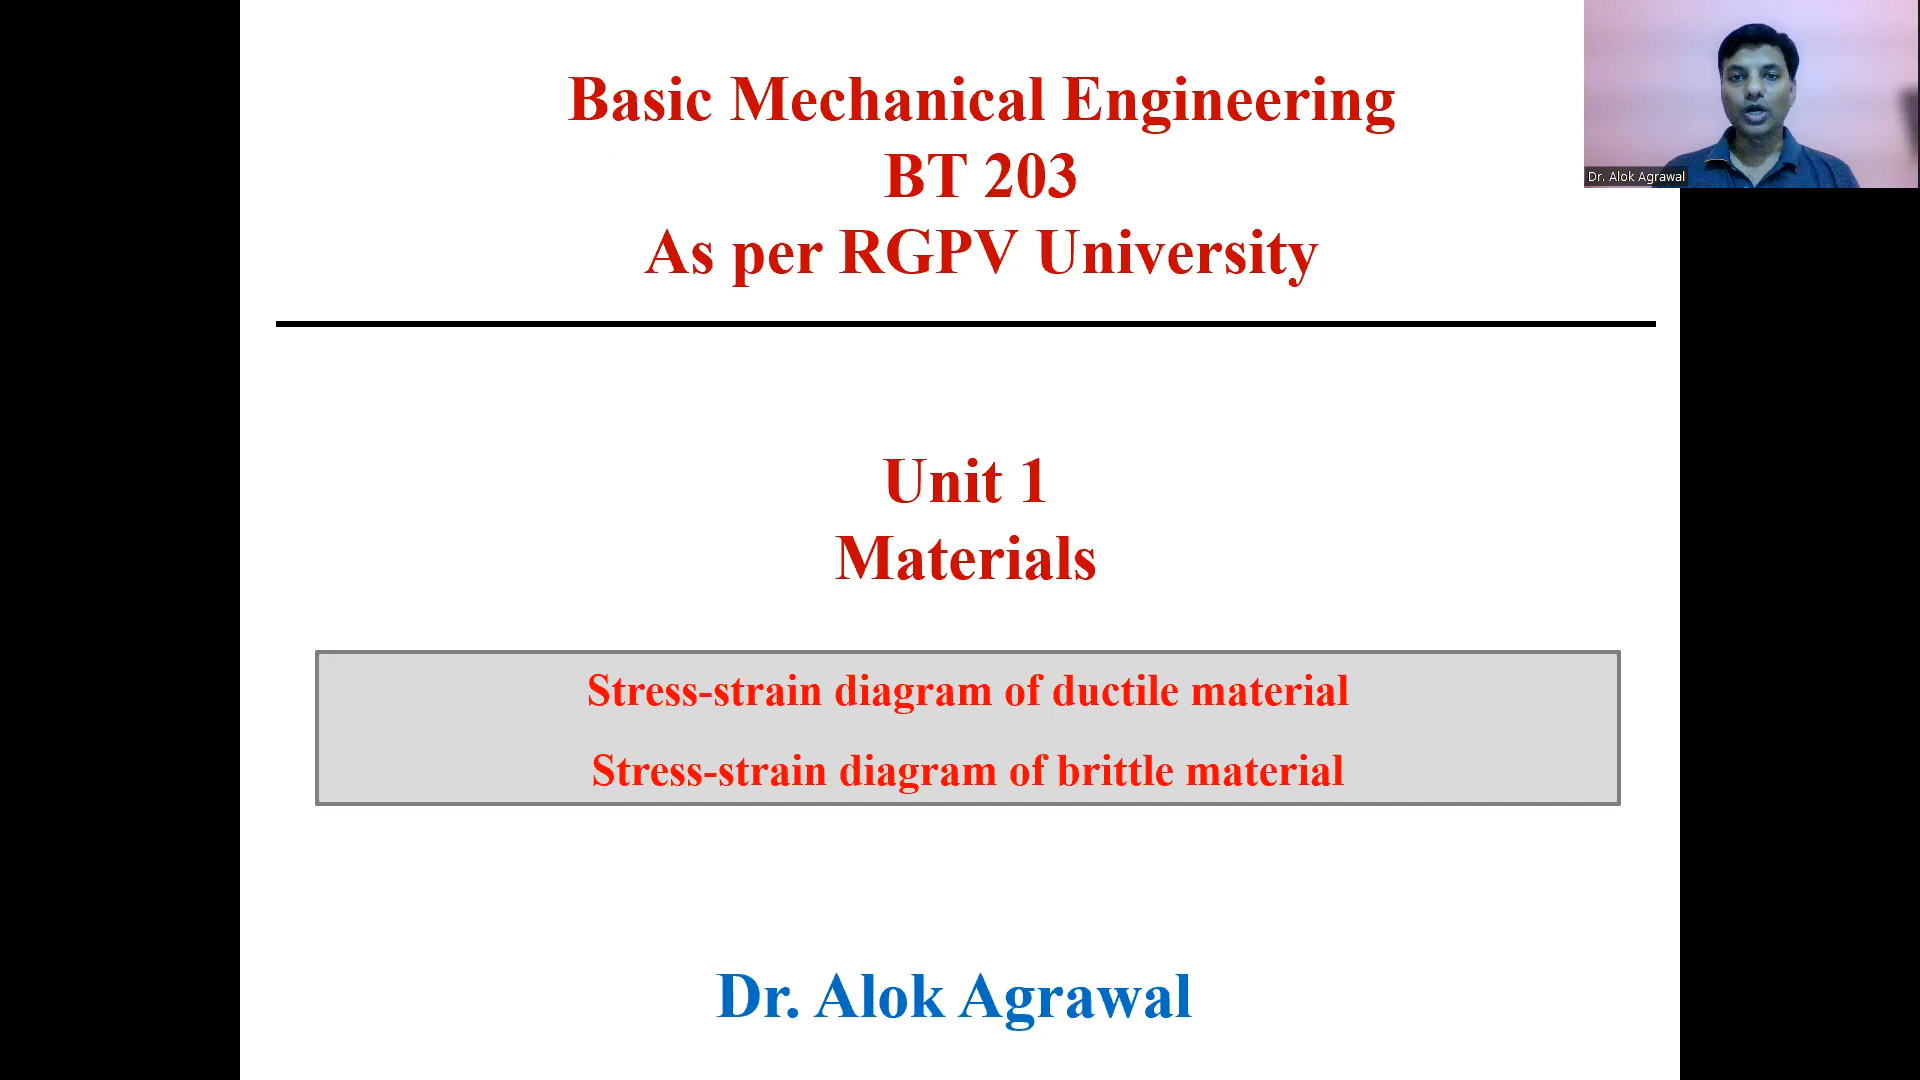 Basic Mechanical Engineering
BT 203
As per RGPV University
Dr. Alok Agrawal
Unit 1
Materials
Stress-strain diagram of ductile material
Stress-strain diagram of brittle material
Dr. Alok Agrawal